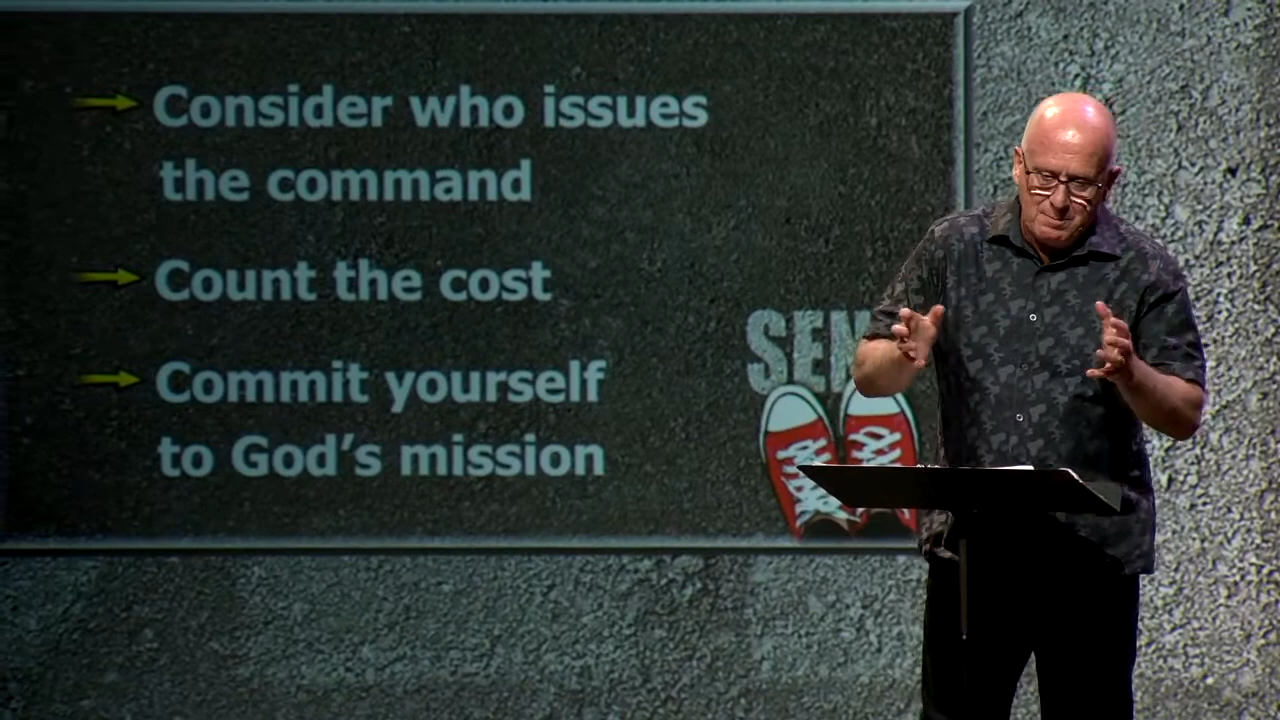 Consider who issues
the command
Count the cost
Commit yourself
to God's mission